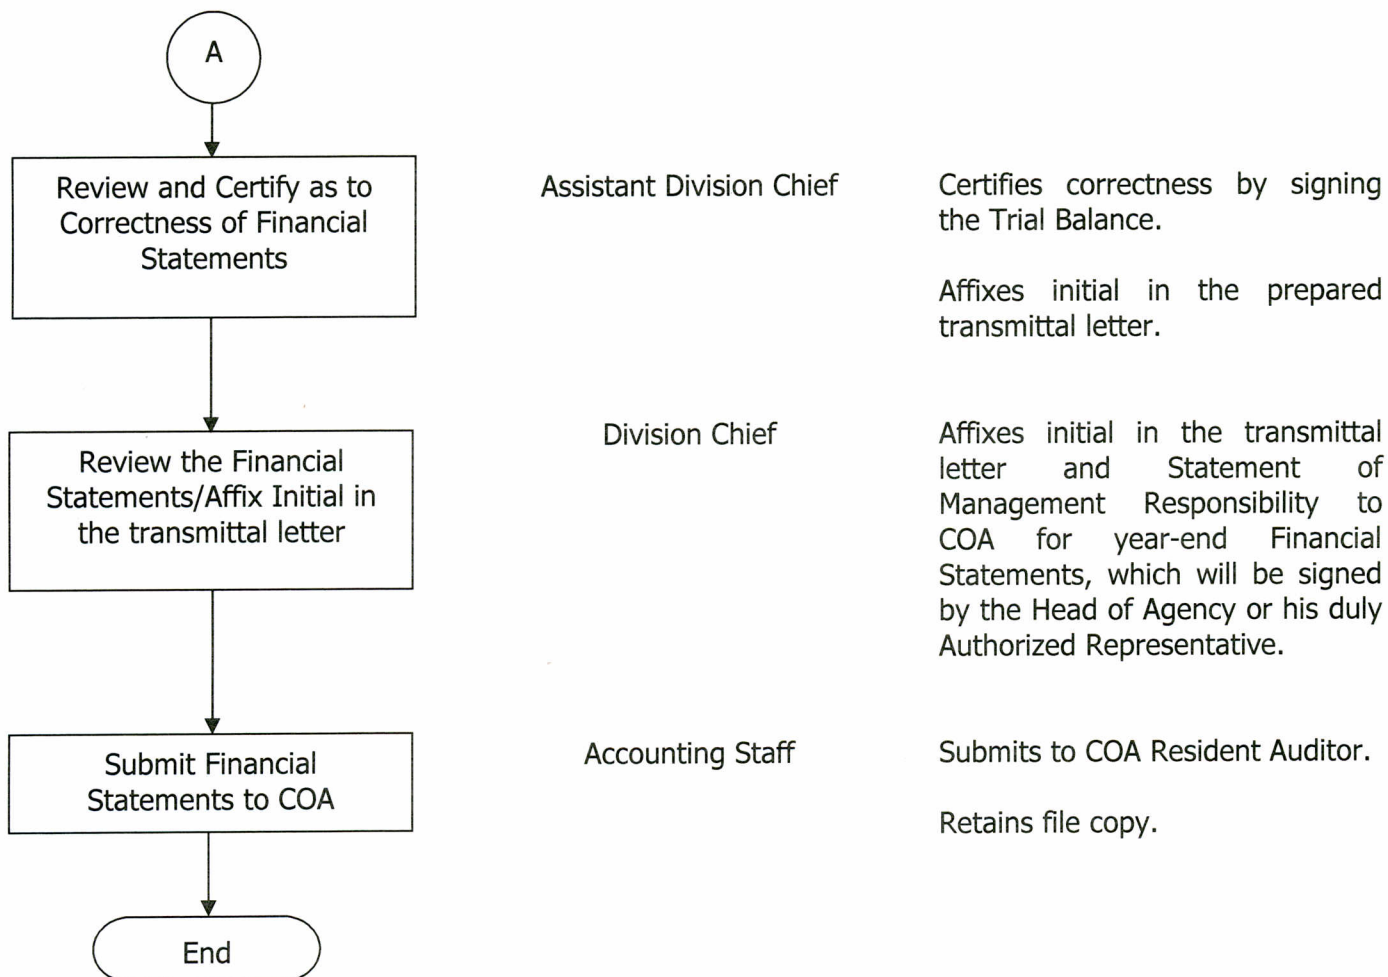 A
Review and Certify as to
Correctness of Financial
Statements
Assistant Division Chief
Certifies correctness by signing
the Trial Balance.
Affixes initial in the prepared
transmittal letter.
Review the Financial
Statements/Affix Initial in
the transmittal letter
Division Chief
Affixes initial in the transmittal
letter and Statement of
Management Responsibility to
COA for year-end Financial
Statements, which will be signed
by the Head of Agency or his duly
Authorized Representative.
Submit Financial
Statements to COA
Accounting Staff
Submits to COA Resident Auditor.
Retains file copy.
End